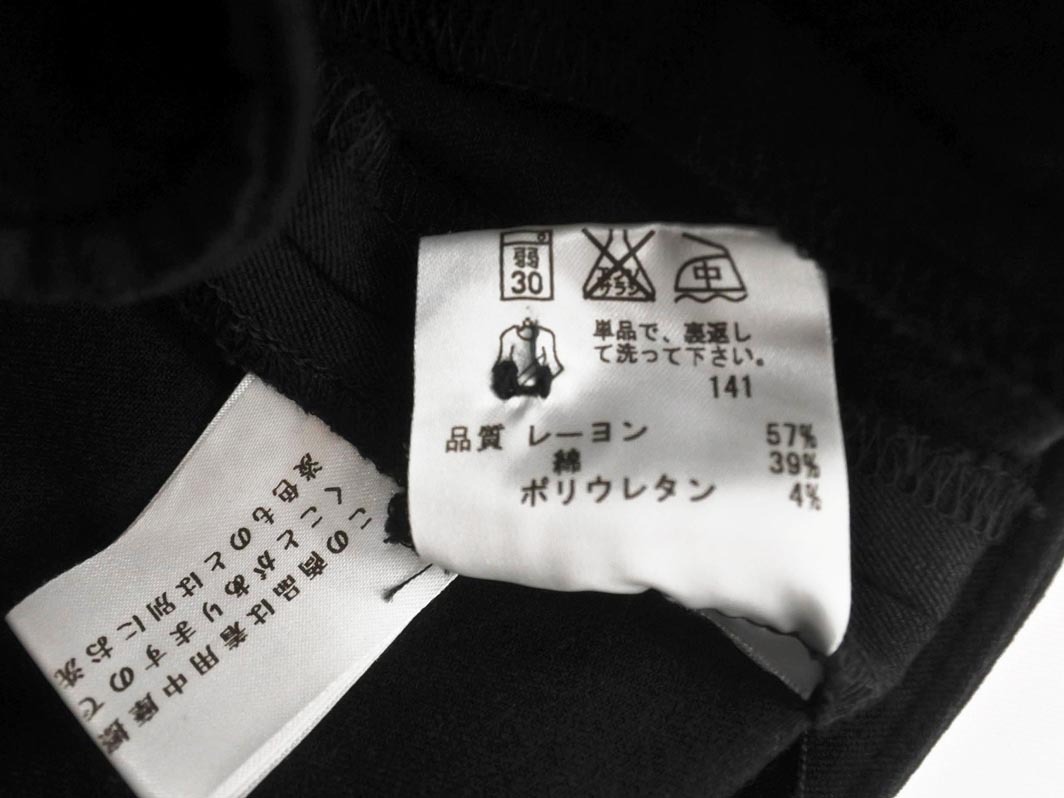 弱
30
エンソ
サラシ
中
単品で、裏返し
て洗って下さい。
141
品質 レーヨン 57%
綿 39%
ポリウレタン 4%
この商品は着用中摩擦
くことがありますので
淡色ものとは別にお洗